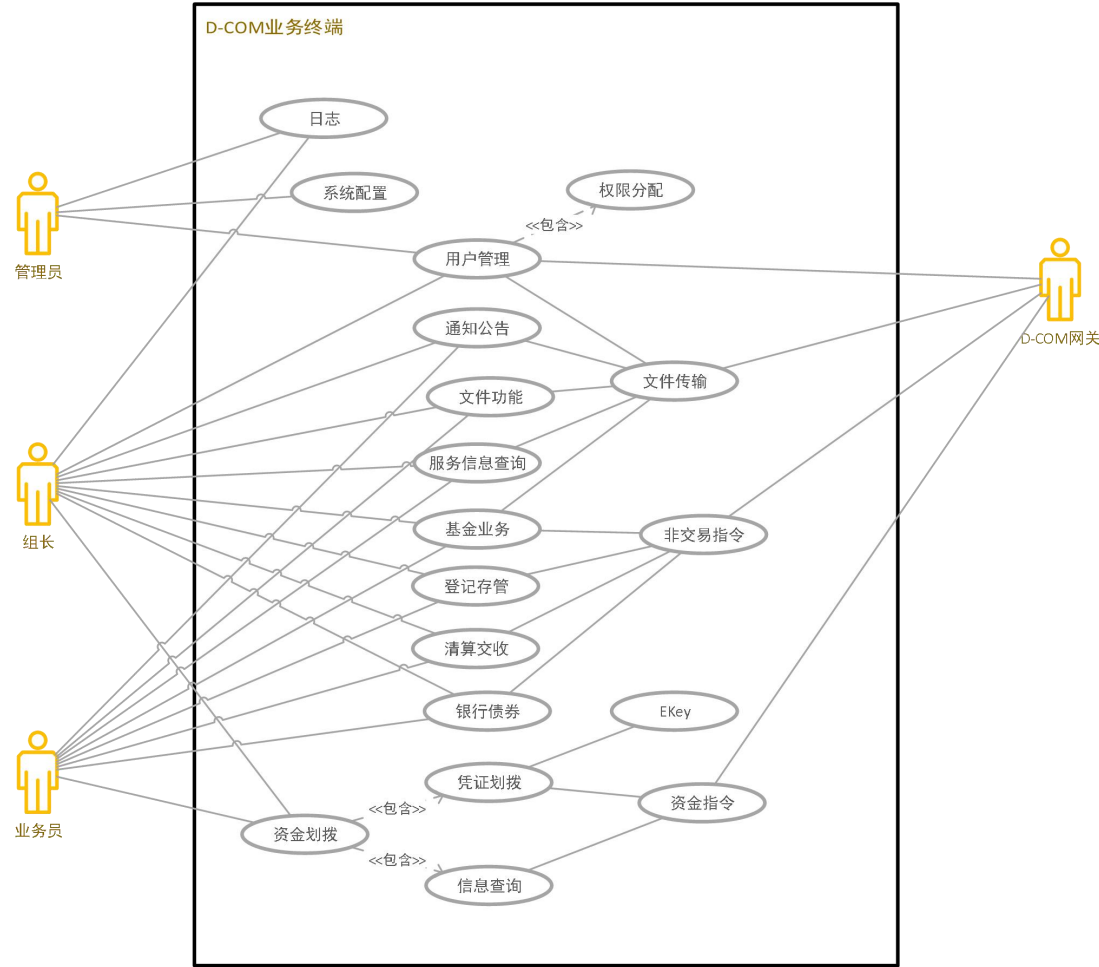 D-COM业务终端
日志
系统配置
权限分配
<<包含>>
用户管理
管理员
D-COM网关
通知公告
文件传输
文件功能
服务信息查询
基金业务
非交易指令
组长
登记存管
清算交收
银行债券
EKey
凭证划拨
<<包含>>
资金指令
业务员
资金划拨
<<包含>>
信息查询